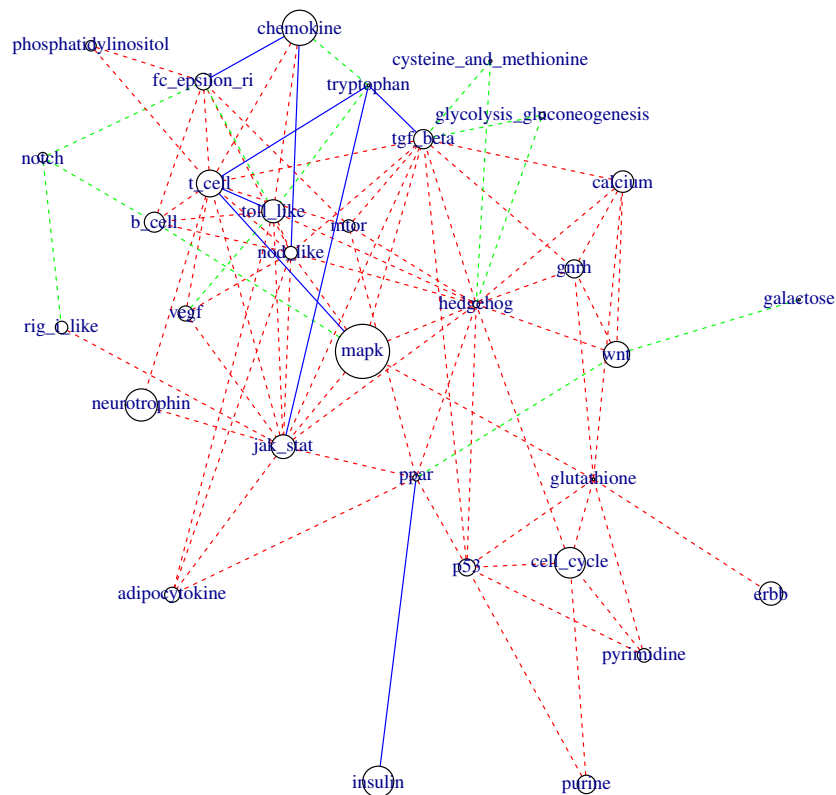 chemokine
phosphatidylinositol
cysteine_and_methionine
fc_epsilon_ri
tryptophan
glycolysis_gluconeogenesis
tgf_beta
notch
t_cell
calcium
toll_like
b_cell
mtor
nod_like
gnrh
hedgehog
galactose
vegf
rig_i_like
mapk
wnt
neurotrophin
jak_stat
ppar
glutathione
cell_cycle
p53
adipocytokine
erbb
pyrimidine
insulin
purine